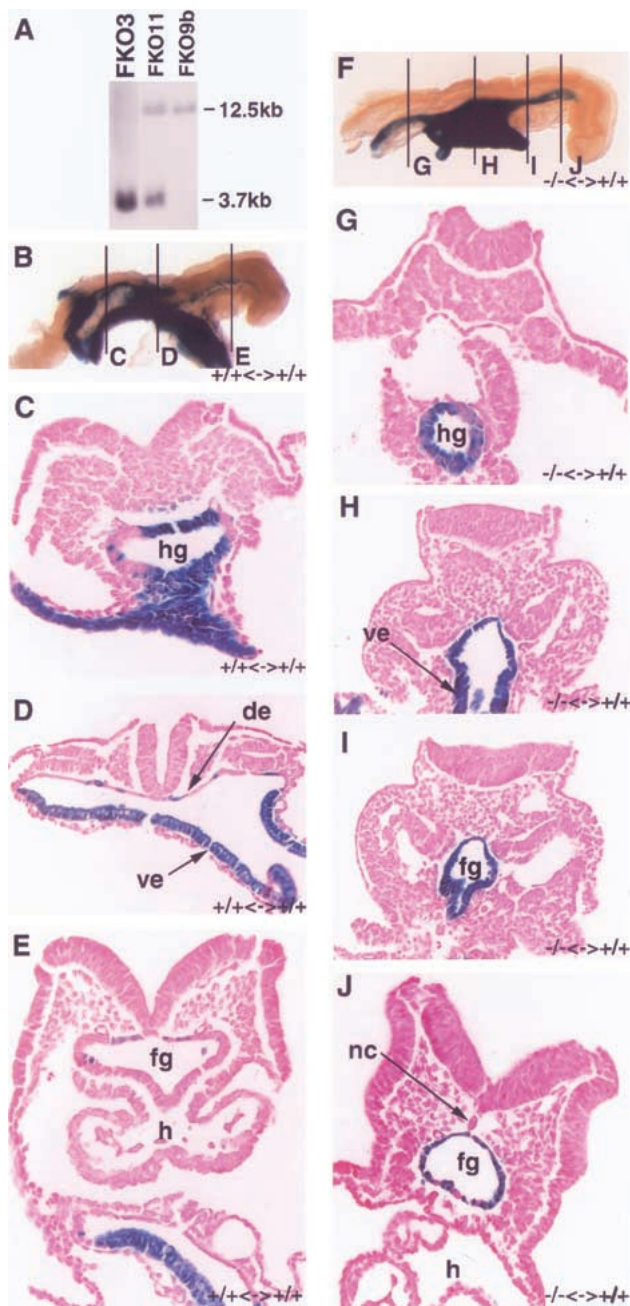 A
FKO3
FKO11
FKO9b
12.5kb
3.7kb
B
C
D
E
+/+<->+/+
C
hg
+/+<->+/+
D
de
ve
+/+<->+/+
E
fg
h
+/+<->+/+
F
G
H
I
J
-/-<->+/+
G
hg
-/-<->+/+
H
ve
-/-<->+/+
I
fg
-/-<->+/+
J
nc
fg
h
-/-<->+/+